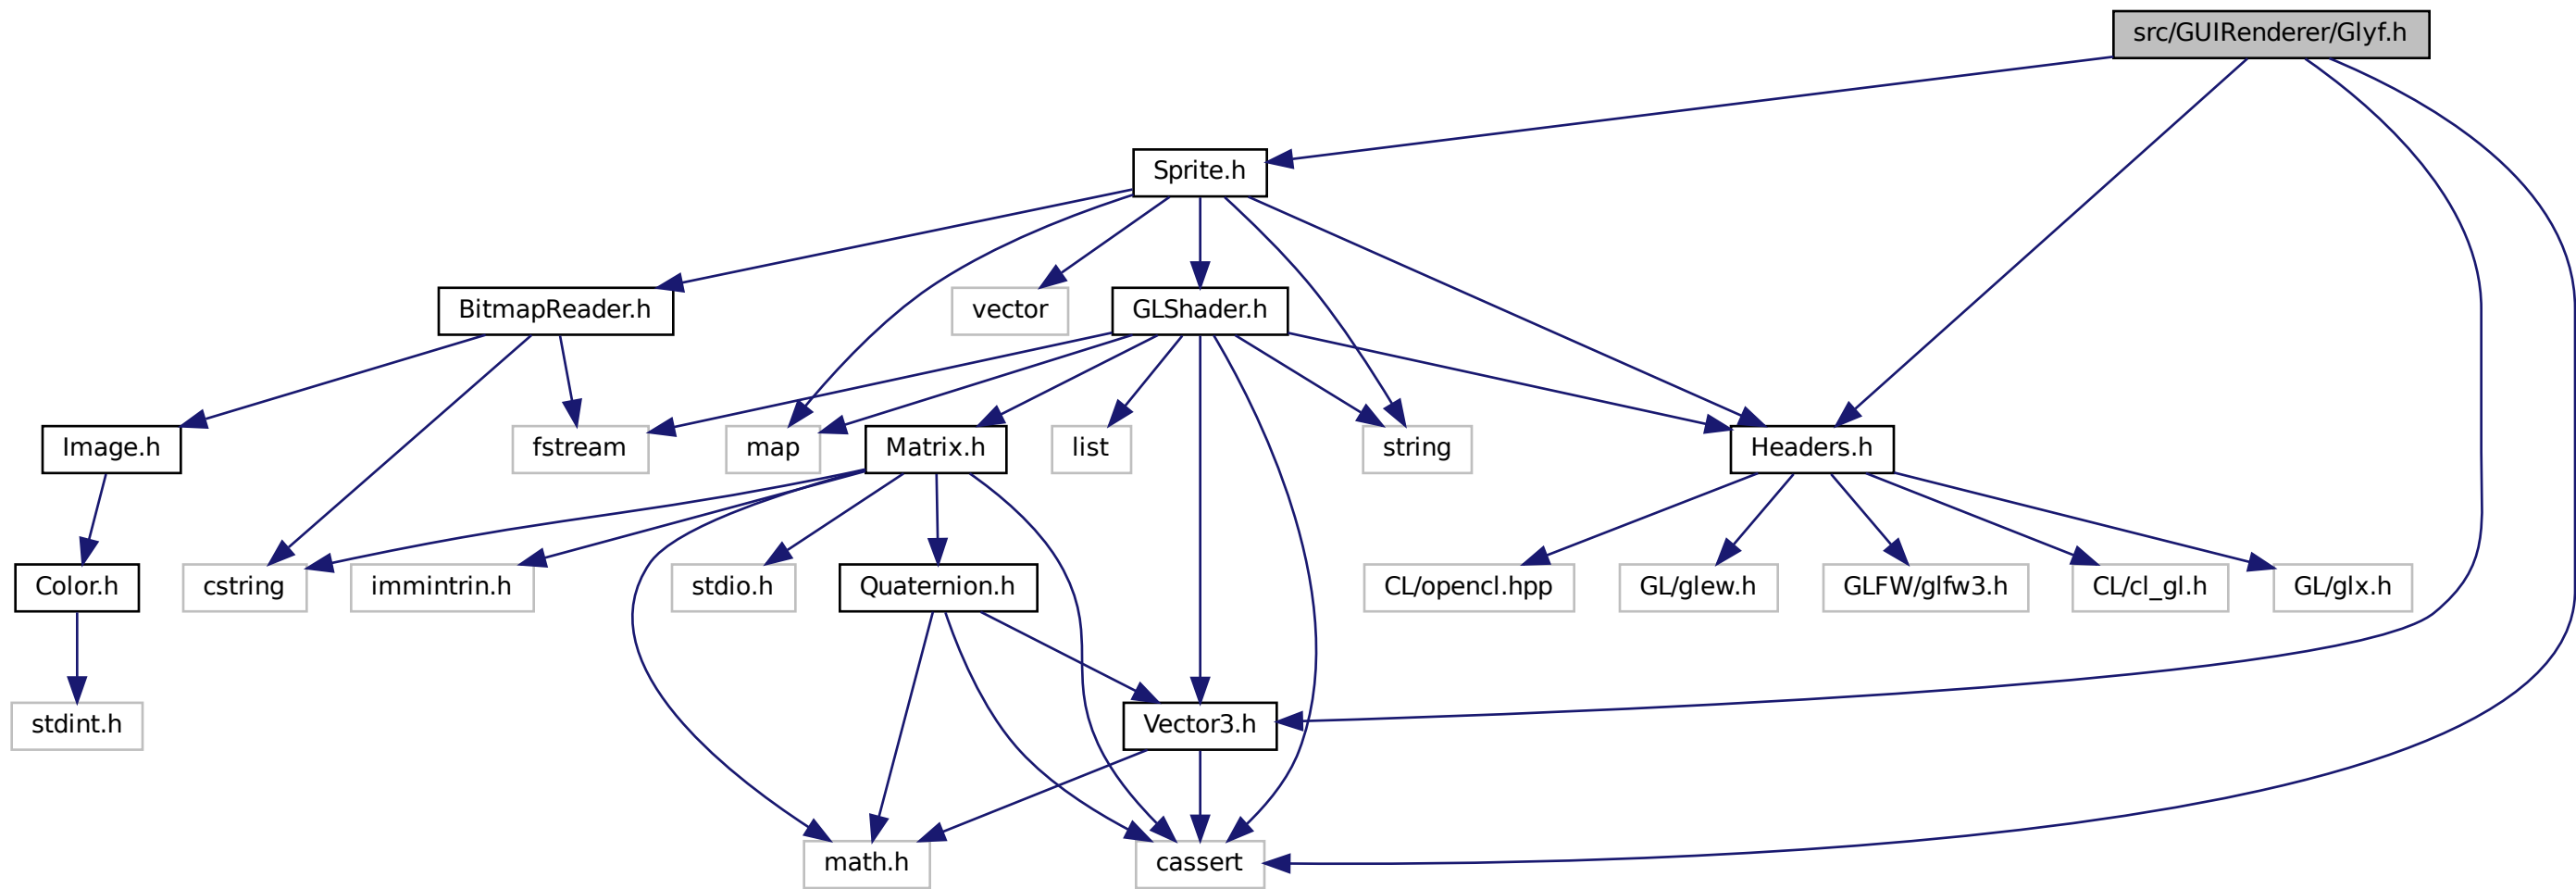 src/GUIRenderer/Glyf.h
Sprite.h
BitmapReader.h
vector
GLShader.h
Image.h
fstream
map
Matrix.h
list
string
Headers.h
Color.h
cstring
immintrin.h
stdio.h
Quaternion.h
CL/opencl.hpp
GL/glew.h
GLFW/glfw3.h
CL/cl_gl.h
GL/glx.h
stdint.h
Vector3.h
math.h
cassert